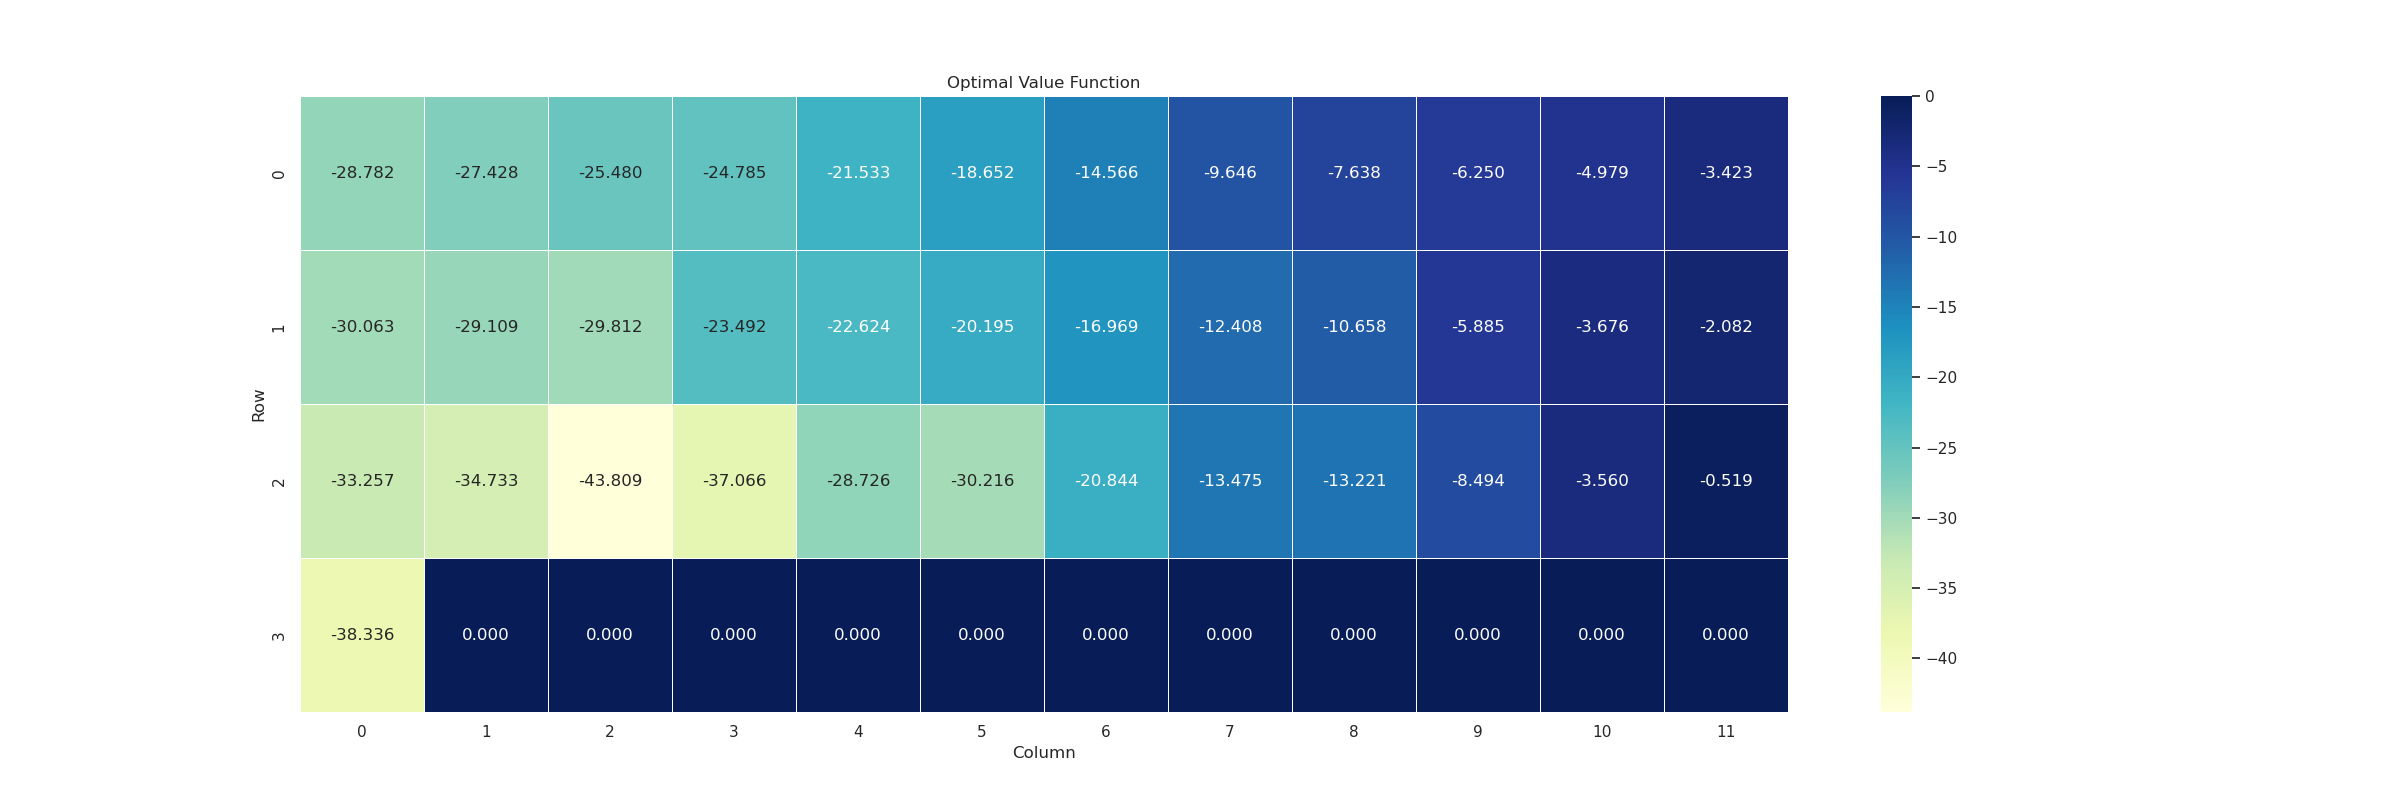 Optimal Value Function
0 -28.782 -27.428 -25.480 -24.785 -21.533 -18.652 -14.566 -9.646 -7.638 -6.250 -4.979 -3.423
1 -30.063 -29.109 -29.812 -23.492 -22.624 -20.195 -16.969 -12.408 -10.658 -5.885 -3.676 -2.082
Row
2 -33.257 -34.733 -43.809 -37.066 -28.726 -30.216 -20.844 -13.475 -13.221 -8.494 -3.560 -0.519
3 -38.336 0.000 0.000 0.000 0.000 0.000 0.000 0.000 0.000 0.000 0.000 0.000
0 1 2 3 4 5 6 7 8 9 10 11
Column
0
−5
−10
−15
−20
−25
−30
−35
−40